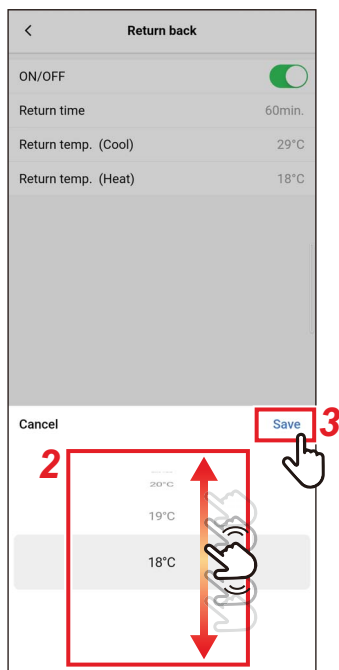 Return back
ON/OFF
Return time 60min.
Return temp. (Cool) 29°C
Return temp. (Heat) 18°C
Cancel Save 3
2
20°C
19°C
18°C